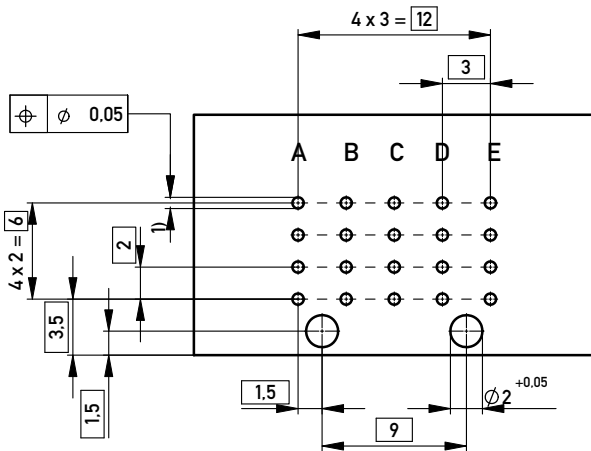 4 x 3 = 12
3
⌖ ⌀ 0,05
A B C D E
1)
4 x 2 = 6
2
3,5
1,5
1,5
⌀2 +0,05
9